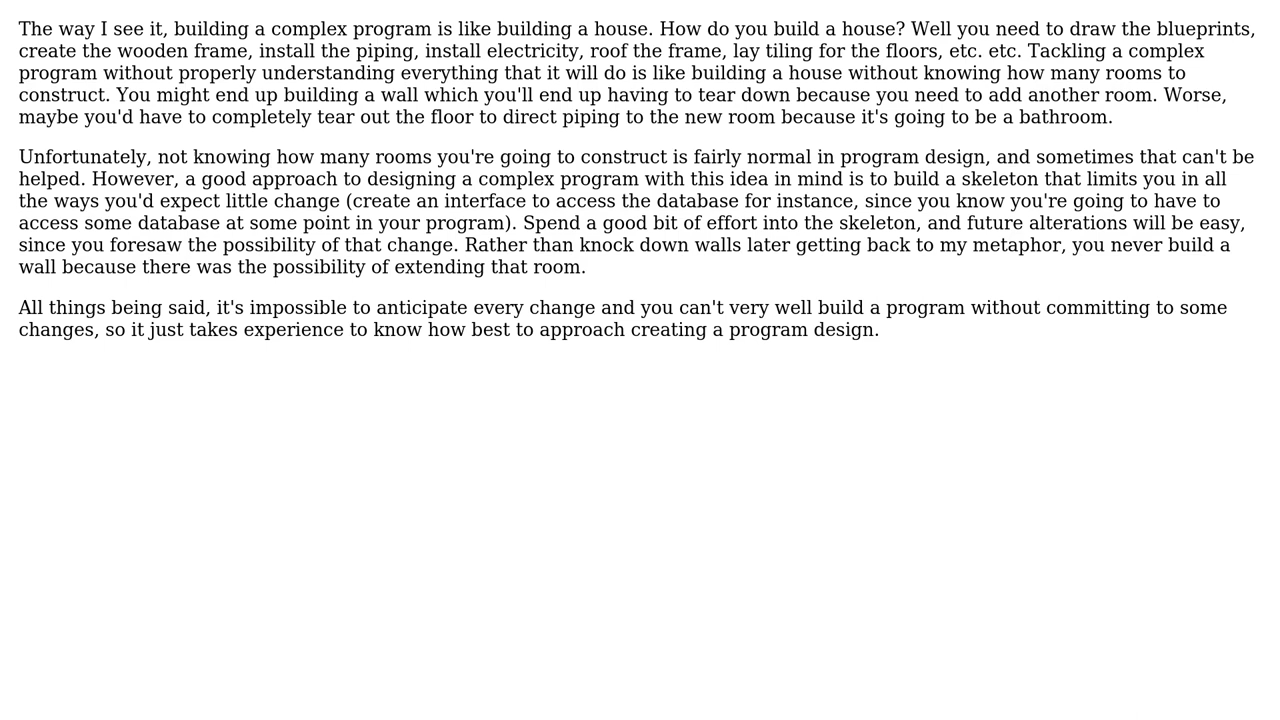 The way I see it, building a complex program is like building a house. How do you build a house? Well you need to draw the blueprints,
create the wooden frame, install the piping, install electricity, roof the frame, lay tiling for the floors, etc. etc. Tackling a complex
program without properly understanding everything that it will do is like building a house without knowing how many rooms to
construct. You might end up building a wall which you'll end up having to tear down because you need to add another room. Worse,
maybe you'd have to completely tear out the floor to direct piping to the new room because it's going to be a bathroom.
Unfortunately, not knowing how many rooms you're going to construct is fairly normal in program design, and sometimes that can't be
helped. However, a good approach to designing a complex program with this idea in mind is to build a skeleton that limits you in all
the ways you'd expect little change (create an interface to access the database for instance, since you know you're going to have to
access some database at some point in your program). Spend a good bit of effort into the skeleton, and future alterations will be easy,
since you foresaw the possibility of that change. Rather than knock down walls later getting back to my metaphor, you never build a
wall because there was the possibility of extending that room.
All things being said, it's impossible to anticipate every change and you can't very well build a program without committing to some
changes, so it just takes experience to know how best to approach creating a program design.